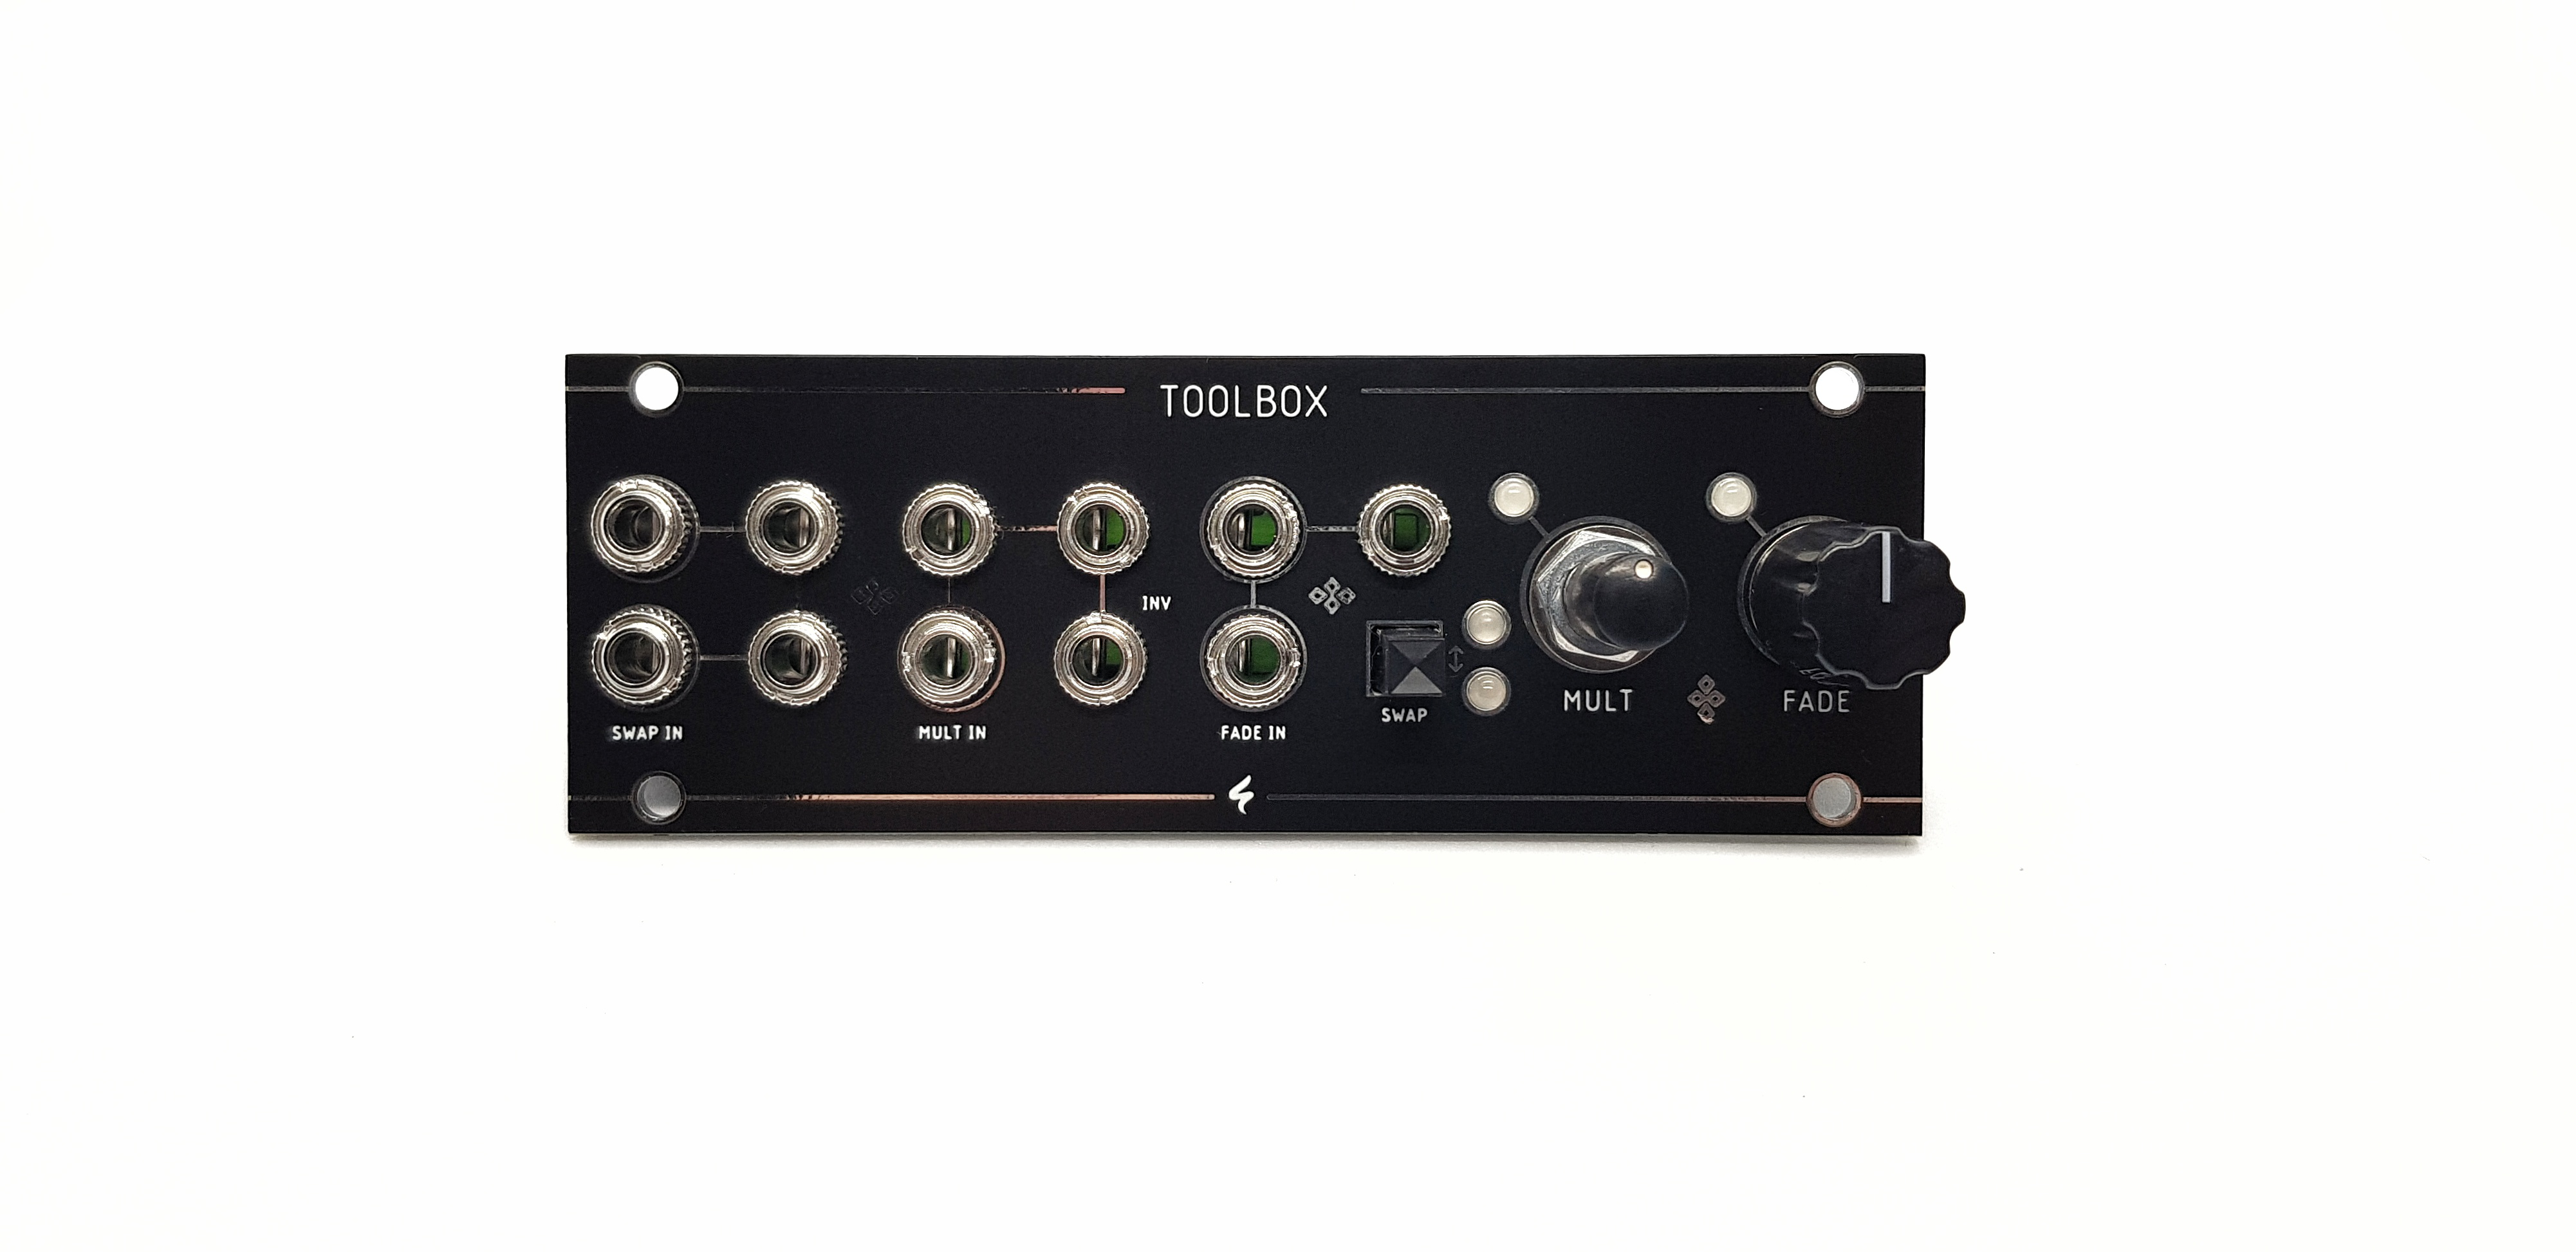 TOOLBOX
INV
SWAP IN
MULT IN
FADE IN
SWAP
MULT
FADE